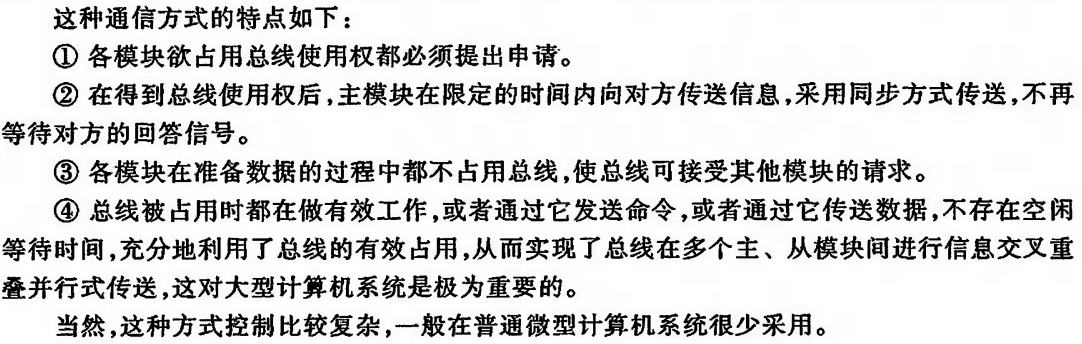 这种通信方式的特点如下：
① 各模块欲占用总线使用权都必须提出申请。
② 在得到总线使用权后,主模块在限定的时间内向对方传送信息,采用同步方式传送,不再
等待对方的回答信号。
③ 各模块在准备数据的过程中都不占用总线,使总线可接受其他模块的请求。
④ 总线被占用时都在做有效工作,或者通过它发送命令,或者通过它传送数据,不存在空闲
等待时间,充分地利用了总线的有效占用,从而实现了总线在多个主、从模块间进行信息交叉重
叠并行式传送,这对大型计算机系统是极为重要的。
当然,这种方式控制比较复杂,一般在普通微型计算机系统很少采用。